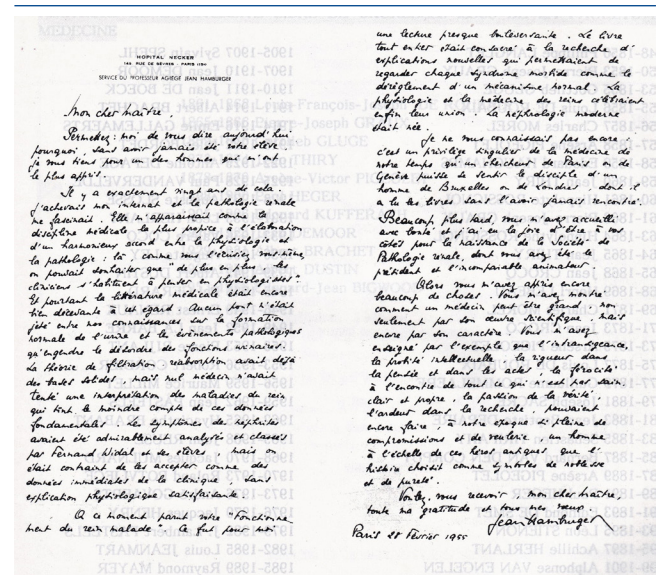 MEDECINE
HOPITAL NECKER
149 RUE DE SÈVRES - PARIS (15e)
SERVICE DU PROFESSEUR AGRÉGÉ JEAN HAMBURGER
Mon cher maître,
Permettez-moi de vous dire aujourd'hui
pourquoi, sans avoir jamais été votre élève,
je vous tiens pour un des hommes qui m'ont
le plus appris.
Il y a exactement vingt ans de cela.
J'achevais mon internat et la pathologie rénale
me fascinait. Elle m'apparaissait comme la
discipline médicale la plus propice à l'élaboration
d'un harmonieux accord entre la physiologie et
la pathologie : là, comme vous l'écriviez vous-même,
on pouvait souhaiter que "de plus en plus, les
cliniciens s'habituent à penser en physiologistes".
Et pourtant la littérature médicale était encore
bien décevante à cet égard. Aucun pont n'était
jeté entre nos connaissances sur la formation
normale de l'urine et les événements pathologiques
qu'engendre le désordre des fonctions urinaires.
La théorie de filtration-réabsorption avait déjà
des bases solides, mais nul médecin n'avait
tenté une interprétation des maladies du rein
qui tînt le moindre compte de ces données
fondamentales. Les symptômes des néphrites
avaient été admirablement analysés et classés
par Fernand Widal et ses élèves, mais on
était contraint de les accepter comme des
données immédiates de la clinique, sans
explication physiologique satisfaisante.
A ce moment parut votre "Fonctionne-
ment du rein malade". Ce fut pour moi
une lecture presque bouleversante. Le livre
tout entier était consacré à la recherche d'
explications nouvelles qui permettaient de
regarder chaque syndrome morbide comme le
dérèglement d'un mécanisme normal. La
physiologie et la médecine des reins célébraient
enfin leur union. La néphrologie moderne
était née.
Je ne vous connaissais pas encore :
c'est un privilège singulier de la médecine de
notre temps qu'un chercheur de Paris ou de
Genève puisse se sentir le disciple d'un
homme de Bruxelles ou de Londres, dont il
a lu les livres sans l'avoir jamais rencontré.
Beaucoup plus tard, vous m'avez accueilli
avec bonté et j'ai eu la joie d'être à vos
côtés pour la naissance de la Société de
Pathologie rénale, dont vous avez été le
président et l'incomparable animateur.
Alors vous m'avez appris encore
beaucoup de choses. Vous m'avez montré
comment un médecin peut être grand, non
seulement par son œuvre scientifique, mais
encore par son caractère. Vous m'avez
enseigné par l'exemple que l'intransigeance,
la probité intellectuelle, la rigueur dans
la pensée et dans les actes, la férocité
à l'encontre de tout ce qui n'est pas sain,
clair et propre, la passion de la vérité,
l'ardeur dans la recherche, pouvaient
encore faire, à notre époque si pleine de
compromissions et de veulerie, un homme
à l'échelle de ces héros antiques que l'
histoire choisit comme symboles de noblesse
et de pureté.
Voulez-vous recevoir, mon cher maître,
toute ma gratitude et tous mes vœux.
Jean Hamburger
Paris 28 Février 1955